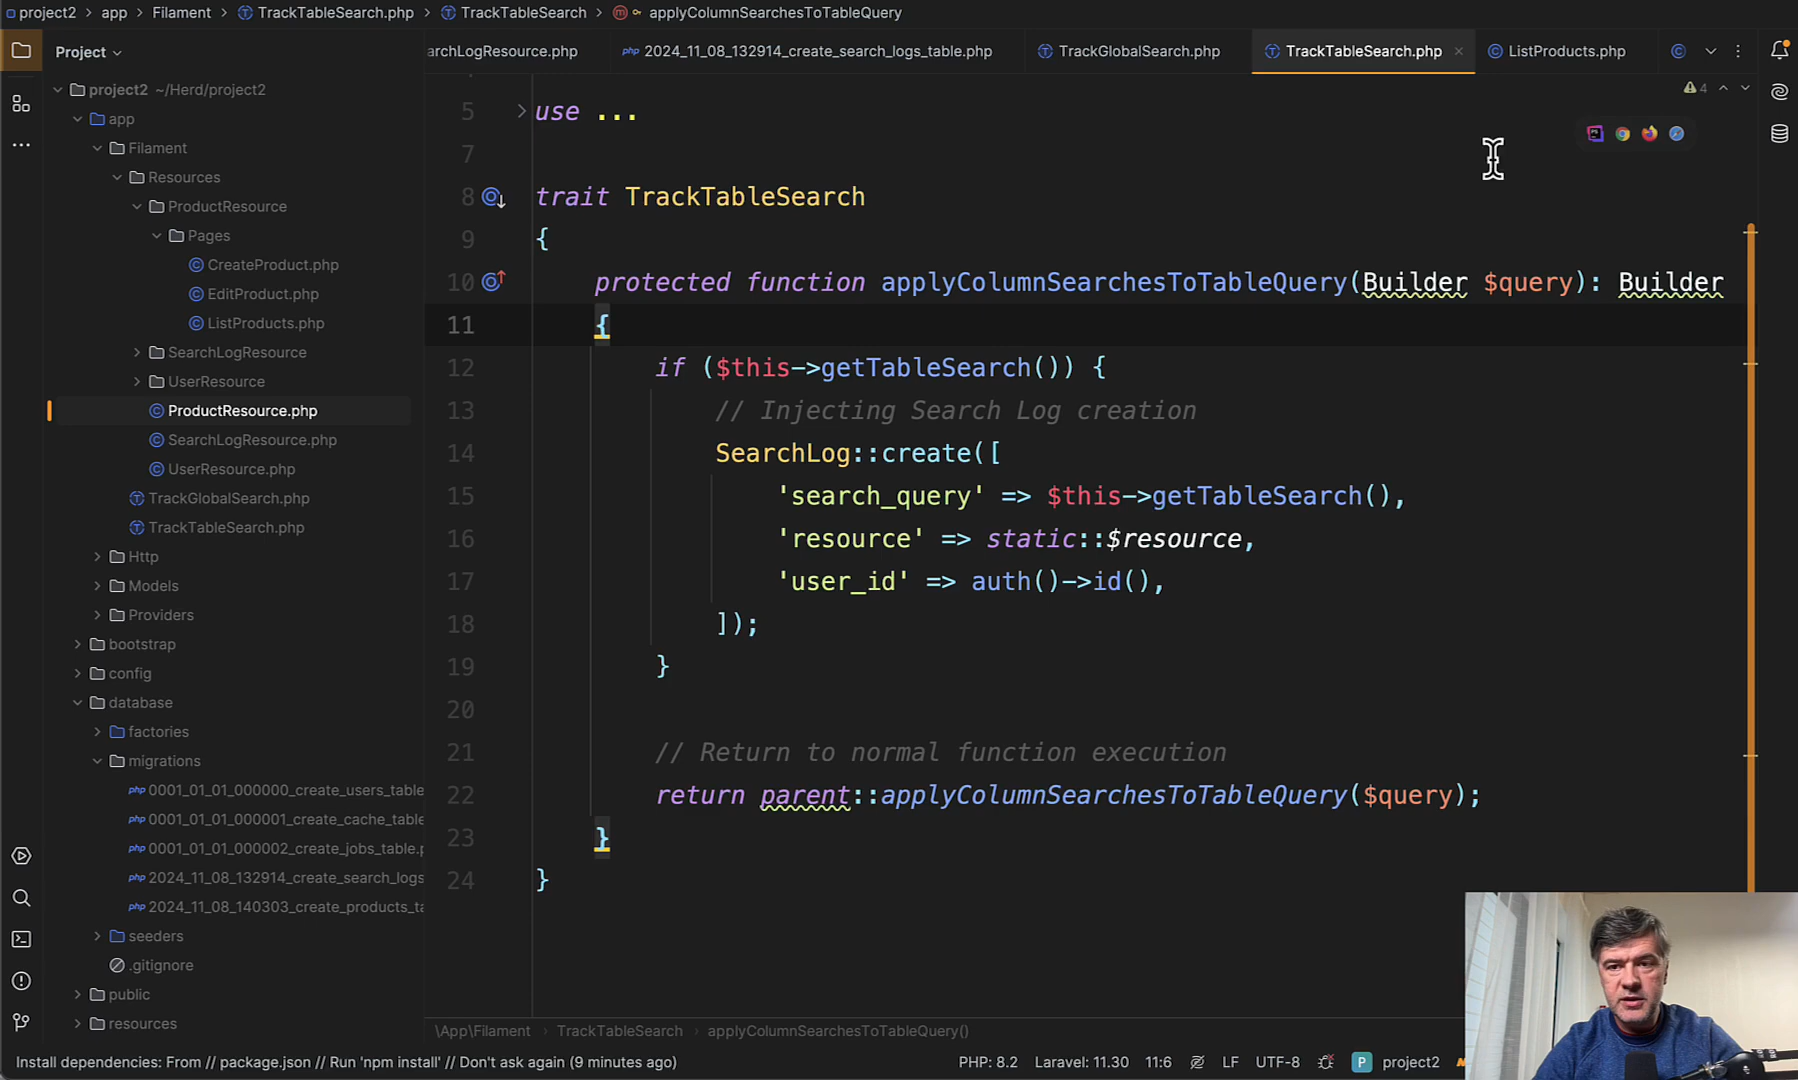 project2 > app > Filament > TrackTableSearch.php > TrackTableSearch > applyColumnSearchesToTableQuery
Project
archLogResource.php
php 2024_11_08_132914_create_search_logs_table.php
TrackGlobalSearch.php
TrackTableSearch.php
ListProducts.php
project2 ~/Herd/project2
app
Filament
Resources
ProductResource
Pages
CreateProduct.php
EditProduct.php
ListProducts.php
SearchLogResource
UserResource
ProductResource.php
SearchLogResource.php
UserResource.php
TrackGlobalSearch.php
TrackTableSearch.php
Http
Models
Providers
bootstrap
config
database
factories
migrations
php 0001_01_01_000000_create_users_table
php 0001_01_01_000001_create_cache_table
php 0001_01_01_000002_create_jobs_table.p
php 2024_11_08_132914_create_search_logs
php 2024_11_08_140303_create_products_ta
seeders
.gitignore
public
resources
4
5 use ...
7
8 trait TrackTableSearch
9 {
10 protected function applyColumnSearchesToTableQuery(Builder $query): Builder
11 {
12 if ($this->getTableSearch()) {
13 // Injecting Search Log creation
14 SearchLog::create([
15 'search_query' => $this->getTableSearch(),
16 'resource' => static::$resource,
17 'user_id' => auth()->id(),
18 ]);
19 }
20
21 // Return to normal function execution
22 return parent::applyColumnSearchesToTableQuery($query);
23 }
24 }
\App\Filament > TrackTableSearch > applyColumnSearchesToTableQuery()
Install dependencies: From // package.json // Run 'npm install' // Don't ask again (9 minutes ago)
PHP: 8.2 Laravel: 11.30 11:6 LF UTF-8 P project2